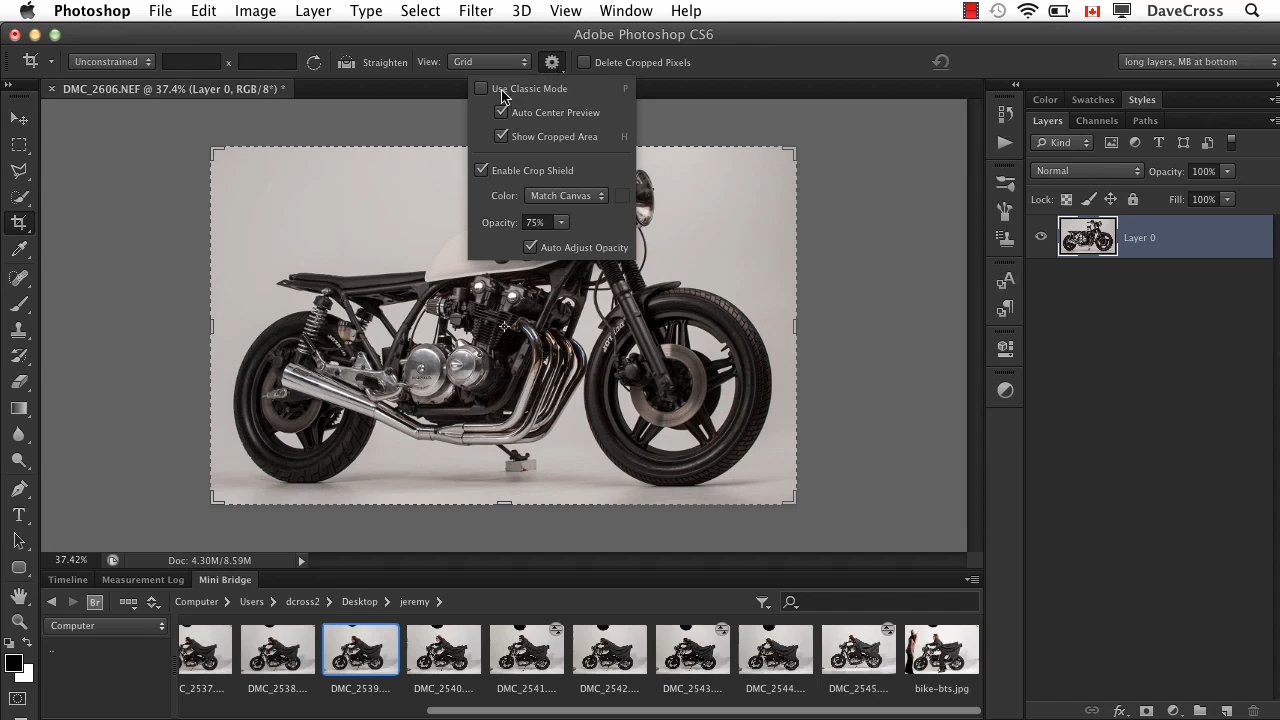 Photoshop File Edit Image Layer Type Select Filter 3D View Window Help DaveCross
Adobe Photoshop CS6
Unconstrained x Straighten View: Grid Delete Cropped Pixels long layers, MB at bottom
× DMC_2606.NEF @ 37.4% (Layer 0, RGB/8*) *
Use Classic Mode P
Auto Center Preview
Show Cropped Area H
Enable Crop Shield
Color: Match Canvas
Opacity: 75%
Auto Adjust Opacity
Color Swatches Styles
Layers Channels Paths
Kind
Normal Opacity: 100%
Lock: Fill: 100%
Layer 0
37.42% Doc: 4.30M/8.59M
Timeline Measurement Log Mini Bridge
Br Computer Users dcross2 Desktop jeremy
Computer
..
C_2537.... DMC_2538.... DMC_2539.... DMC_2540.... DMC_2541.... DMC_2542.... DMC_2543.... DMC_2544.... DMC_2545.... bike-bts.jpg